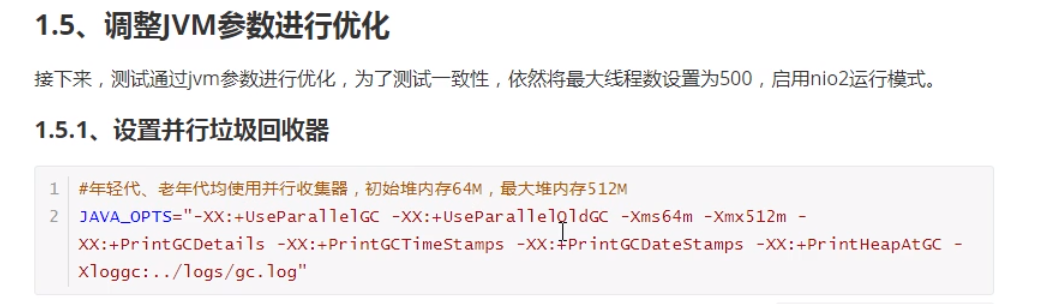 1.5、调整JVM参数进行优化
接下来，测试通过jvm参数进行优化，为了测试一致性，依然将最大线程数设置为500，启用nio2运行模式。
1.5.1、设置并行垃圾回收器
1 #年轻代、老年代均使用并行收集器，初始堆内存64M，最大堆内存512M
2 JAVA_OPTS="-XX:+UseParallelGC -XX:+UseParallelOldGC -Xms64m -Xmx512m -
XX:+PrintGCDetails -XX:+PrintGCTimeStamps -XX:+PrintGCDateStamps -XX:+PrintHeapAtGC -
Xloggc:../logs/gc.log"